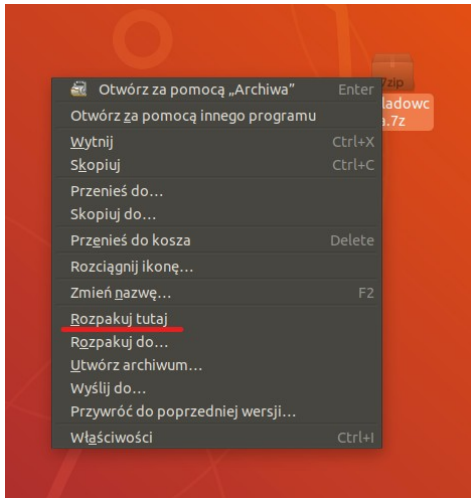 7zip
ladowc
a.7z
Otwórz za pomocą „Archiwa” Enter
Otwórz za pomocą innego programu
Wytnij Ctrl+X
Skopiuj Ctrl+C
Przenieś do...
Skopiuj do...
Przenieś do kosza Delete
Rozciągnij ikonę...
Zmień nazwę... F2
Rozpakuj tutaj
Rozpakuj do...
Utwórz archiwum...
Wyślij do...
Przywróć do poprzedniej wersji...
Właściwości Ctrl+I